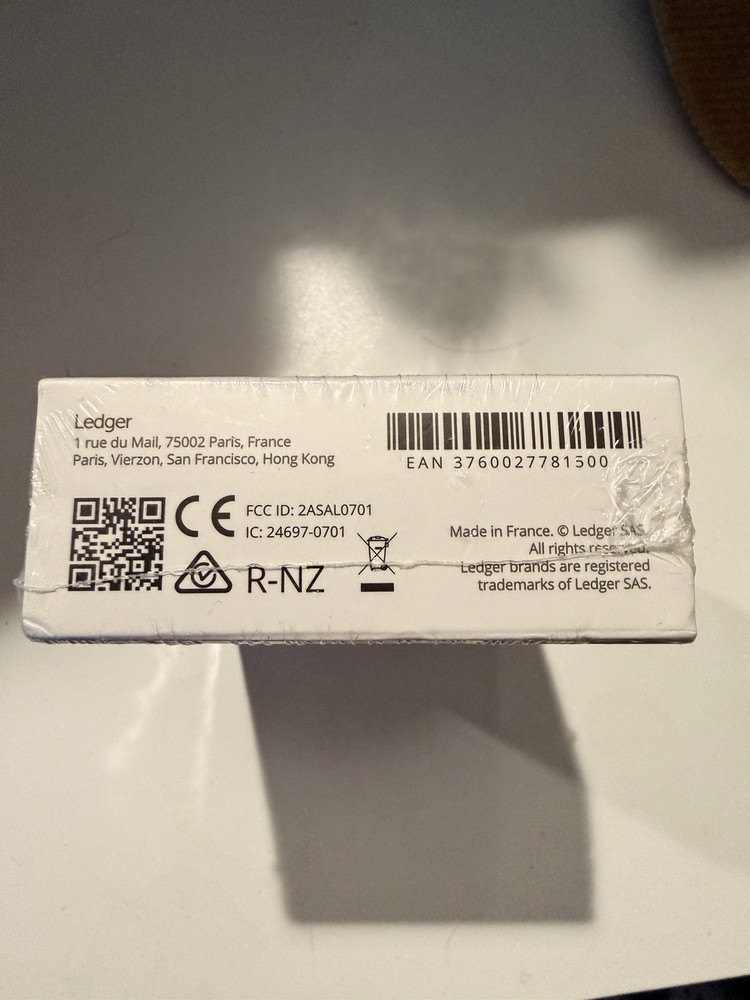 Ledger
1 rue du Mail, 75002 Paris, France
Paris, Vierzon, San Francisco, Hong Kong
EAN 3760027781500
CE
FCC ID: 2ASAL0701
IC: 24697-0701
R-NZ
Made in France. © Ledger SAS.
All rights reserved.
Ledger brands are registered
trademarks of Ledger SAS.